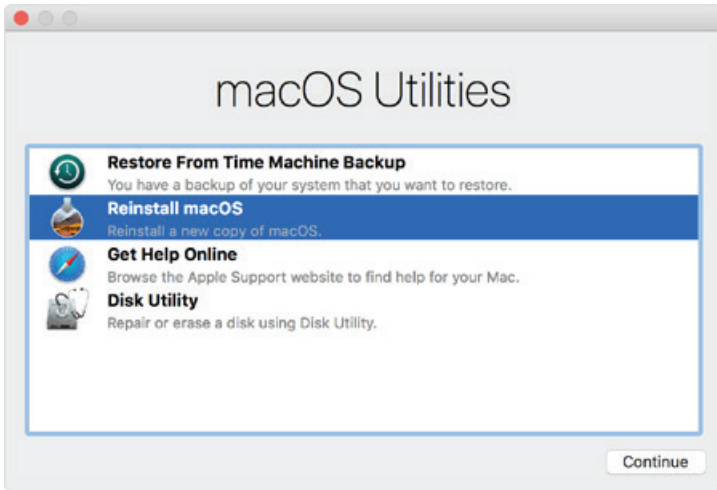 macOS Utilities
Restore From Time Machine Backup
You have a backup of your system that you want to restore.
Reinstall macOS
Reinstall a new copy of macOS.
Get Help Online
Browse the Apple Support website to find help for your Mac.
Disk Utility
Repair or erase a disk using Disk Utility.
Continue